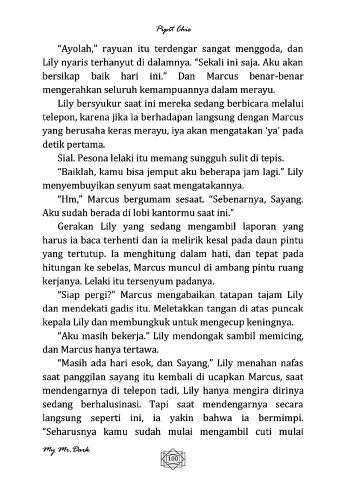 Pipit Chie
"Ayolah," rayuan itu terdengar sangat menggoda, dan
Lily nyaris terhanyut di dalamnya. "Sekali ini saja. Aku akan
bersikap baik hari ini." Dan Marcus benar-benar
mengerahkan seluruh kemampuannya dalam merayu.
Lily bersyukur saat ini mereka sedang berbicara melalui
telepon, karena jika ia berhadapan langsung dengan Marcus
yang berusaha keras merayu, iya akan mengatakan 'ya' pada
detik pertama.
Sial. Pesona lelaki itu memang sungguh sulit di tepis.
"Baiklah, kamu bisa jemput aku beberapa jam lagi." Lily
menyembuyikan senyum saat mengatakannya.
"Hm," Marcus bergumam sesaat. "Sebenarnya, Sayang.
Aku sudah berada di lobi kantormu saat ini."
Gerakan Lily yang sedang mengambil laporan yang
harus ia baca terhenti dan ia melirik kesal pada daun pintu
yang tertutup. Ia menghitung dalam hati, dan tepat pada
hitungan ke sebelas, Marcus muncul di ambang pintu ruang
kerjanya. Lelaki itu tersenyum padanya.
"Siap pergi?" Marcus mengabaikan tatapan tajam Lily
dan mendekati gadis itu. Meletakkan tangan di atas puncak
kepala Lily dan membungkuk untuk mengecup keningnya.
"Aku masih bekerja." Lily mendongak sambil memicing,
dan Marcus hanya tertawa.
"Masih ada hari esok, dan Sayang," Lily menahan nafas
saat panggilan sayang itu kembali di ucapkan Marcus, saat
mendengarnya di telepon tadi, Lily hanya mengira dirinya
sedang berhalusinasi. Tapi saat mendengarnya secara
langsung seperti ini, ia yakin bahwa ia bermimpi.
"Seharusnya kamu sudah mulai mengambil cuti mulai
My Mr.Dark
100